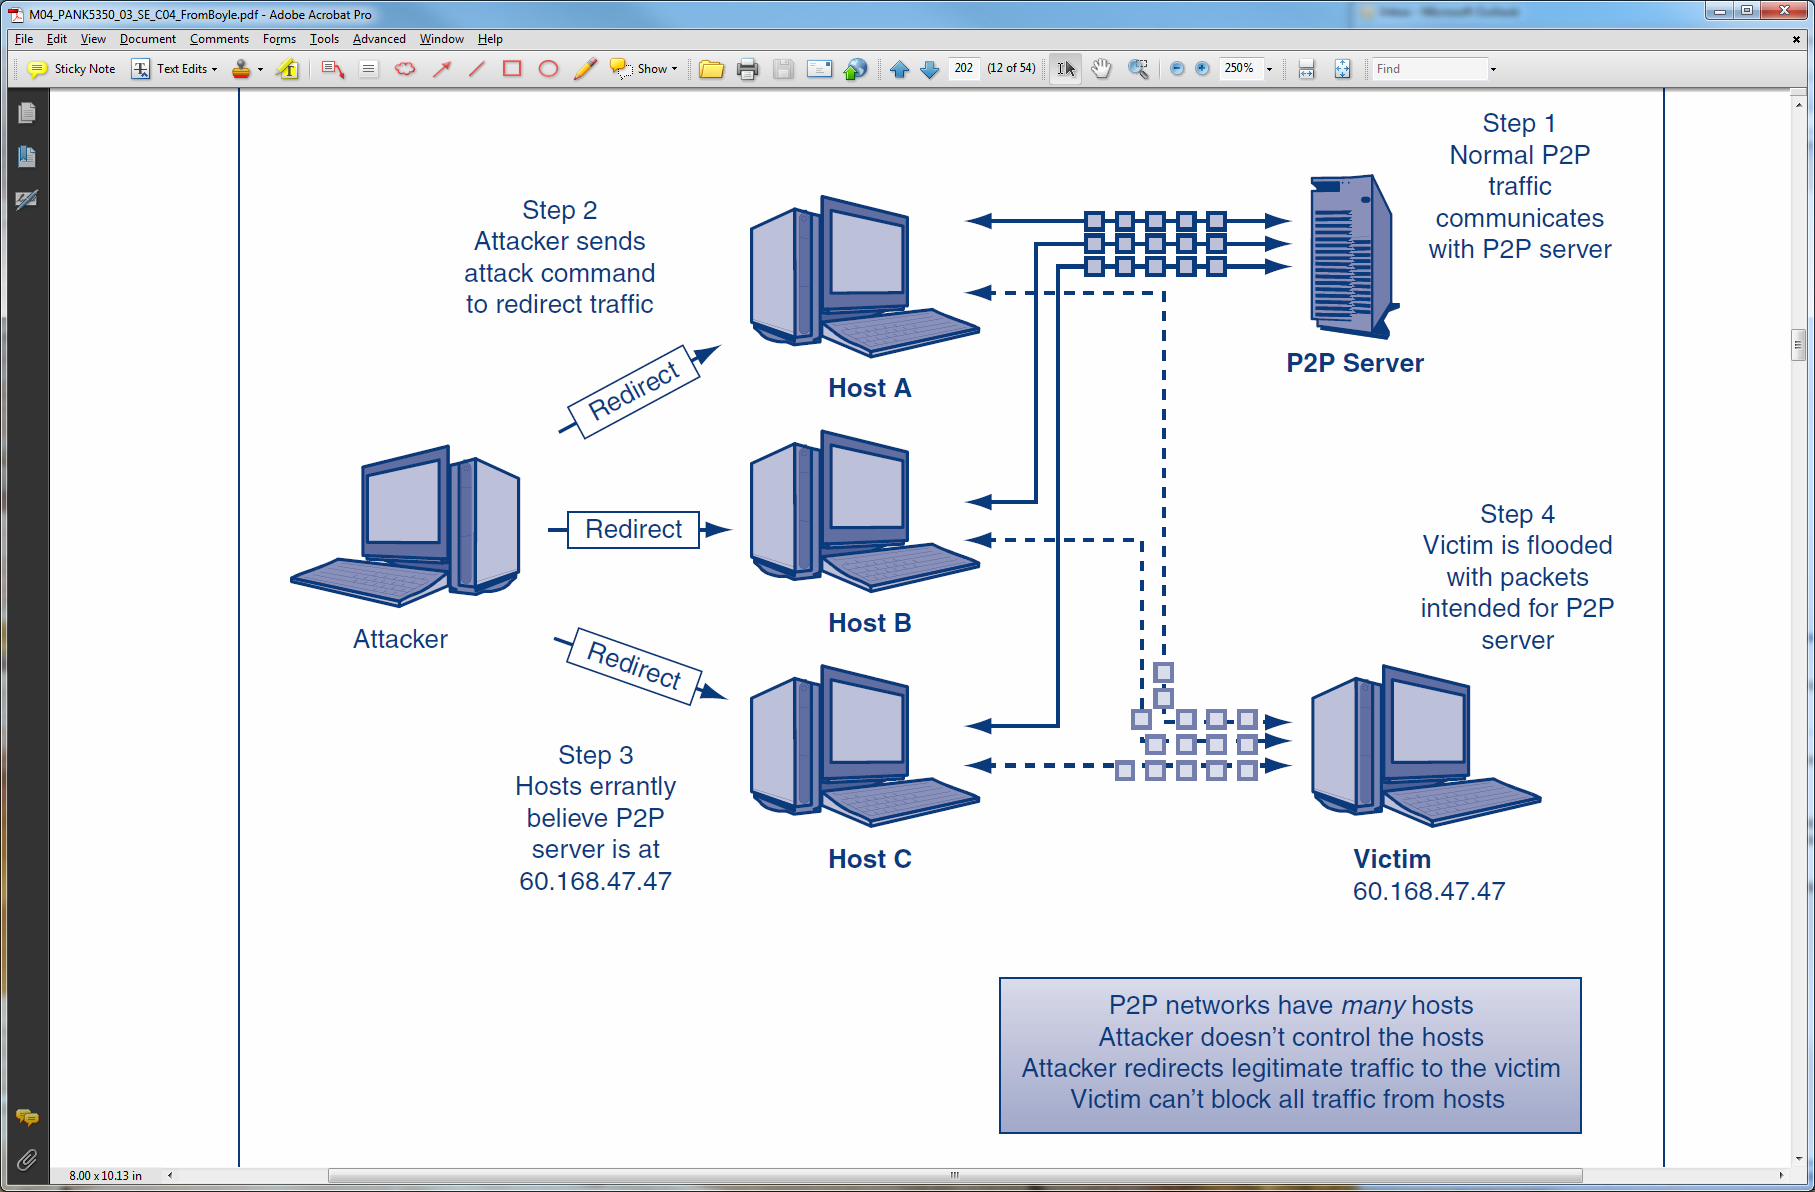 M04_PANK5350_03_SE_C04_FromBoyle.pdf - Adobe Acrobat Pro
File Edit View Document Comments Forms Tools Advanced Window Help
Sticky Note Text Edits Show 202 (12 of 54) 250% Find
Step 1
Normal P2P
traffic
communicates
with P2P server
Step 2
Attacker sends
attack command
to redirect traffic
P2P Server
Redirect
Host A
Step 4
Victim is flooded
with packets
intended for P2P
server
Redirect
Host B
Attacker
Redirect
Step 3
Hosts errantly
believe P2P
server is at
60.168.47.47
Host C
Victim
60.168.47.47
P2P networks have many hosts
Attacker doesn't control the hosts
Attacker redirects legitimate traffic to the victim
Victim can't block all traffic from hosts
8.00 x 10.13 in